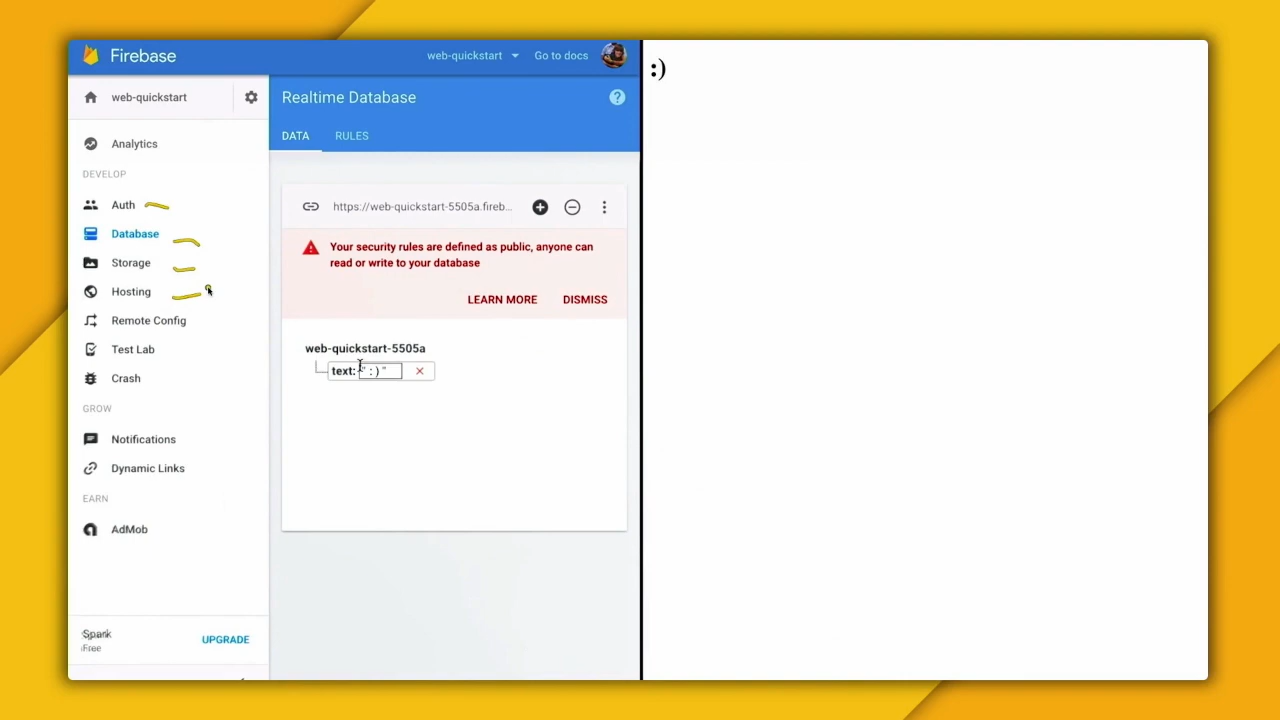 Firebase
web-quickstart
Go to docs
:)
web-quickstart
Realtime Database
?
DATA
RULES
Analytics
DEVELOP
Auth
Database
Storage
Hosting
Remote Config
Test Lab
Crash
GROW
Notifications
Dynamic Links
EARN
AdMob
Spark
Free
UPGRADE
https://web-quickstart-5505a.fireb...
Your security rules are defined as public, anyone can
read or write to your database
LEARN MORE
DISMISS
web-quickstart-5505a
text: ":)"